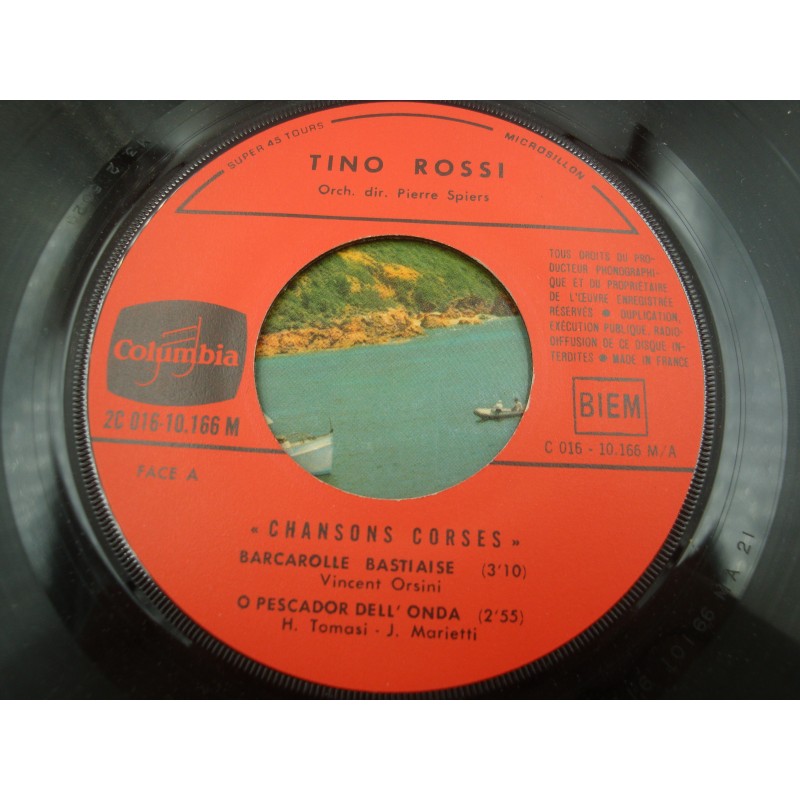 SUPER 45 TOURS
MICROSILLON
TINO ROSSI
Orch. dir. Pierre Spiers
TOUS DROITS DU PRO-
DUCTEUR PHONOGRAPHI-
QUE ET DU PROPRIÉTAIRE
DE L'ŒUVRE ENREGISTRÉE,
RÉSERVÉS ● DUPLICATION,
EXÉCUTION PUBLIQUE, RADIO-
DIFFUSION DE CE DISQUE IN-
TERDITES ● MADE IN FRANCE
Columbia
2C 016-10.166 M
BIEM
C 016 - 10.166 M/A
FACE A
« CHANSONS CORSES »
BARCAROLLE BASTIAISE (3'10)
Vincent Orsini
O PESCADOR DELL' ONDA (2'55)
H. Tomasi - J. Marietti